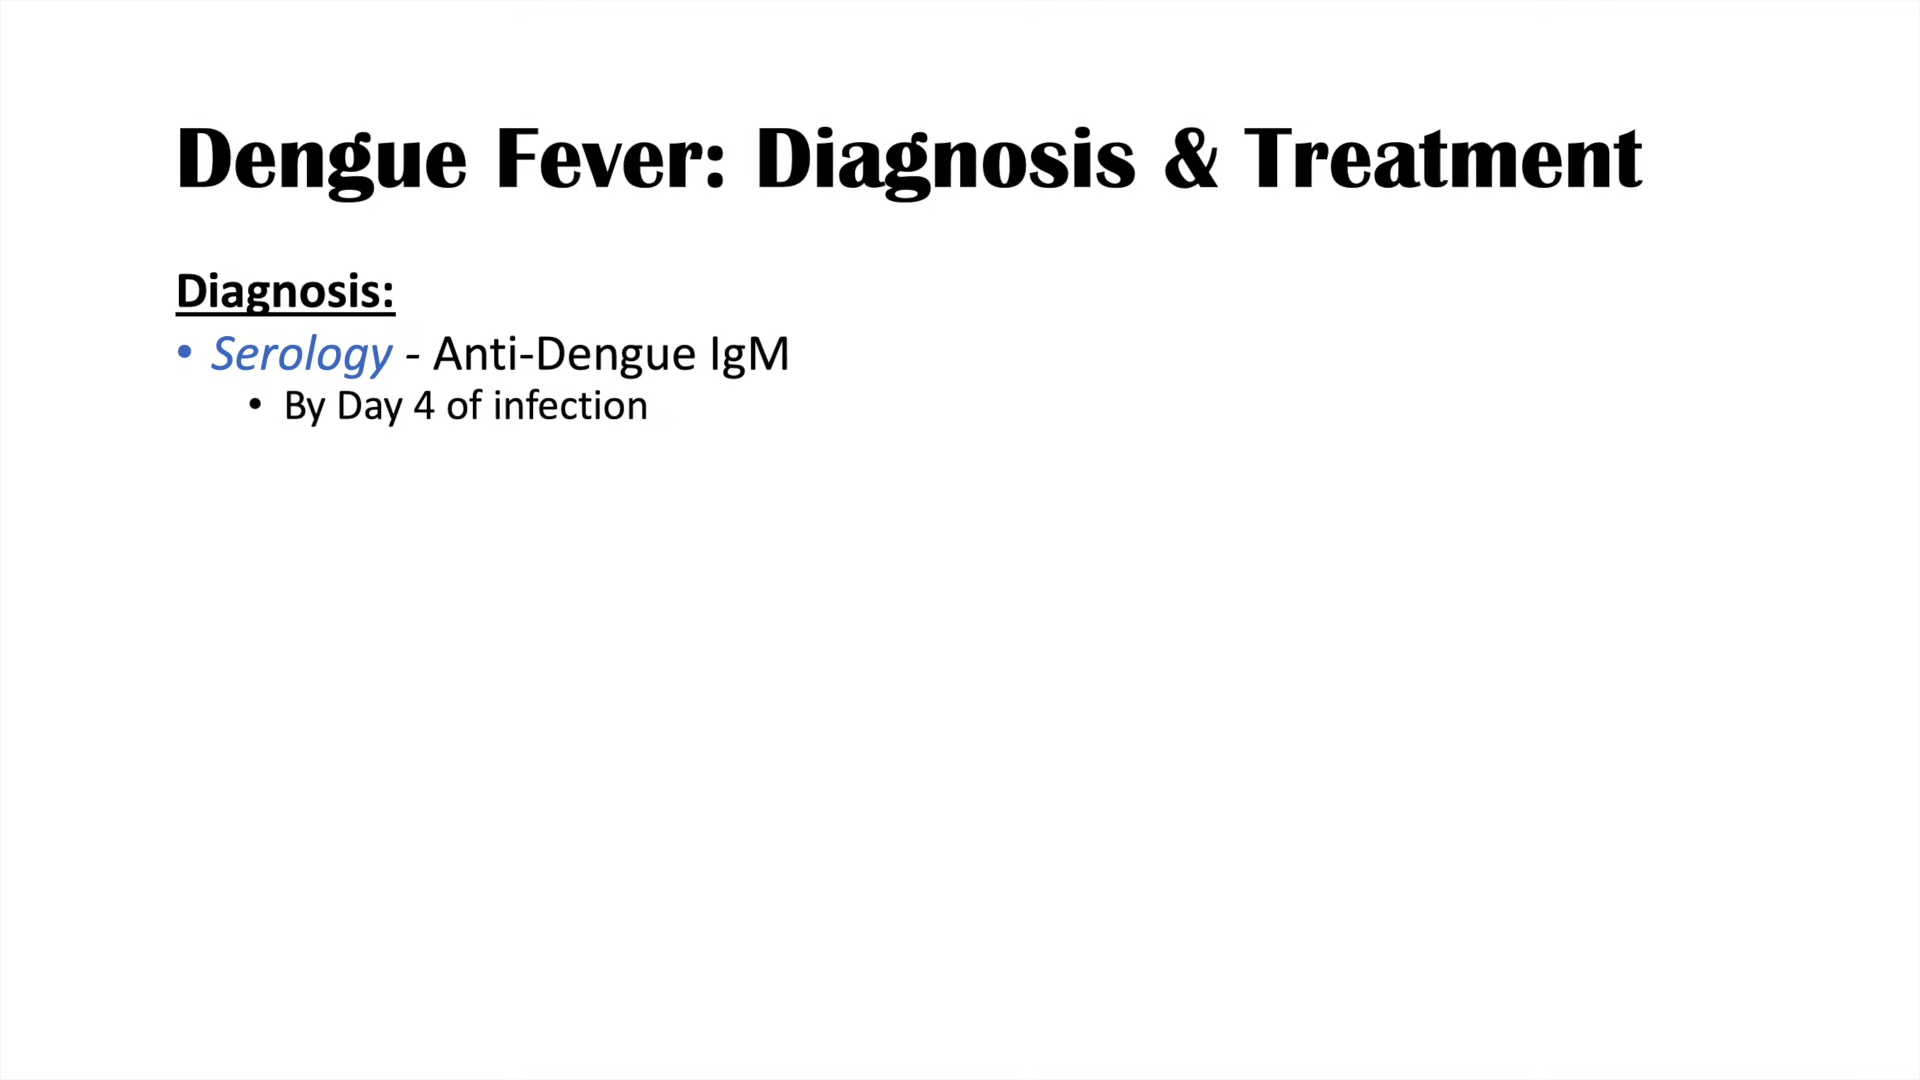 Dengue Fever: Diagnosis & Treatment
Diagnosis:
• Serology - Anti-Dengue IgM
• By Day 4 of infection